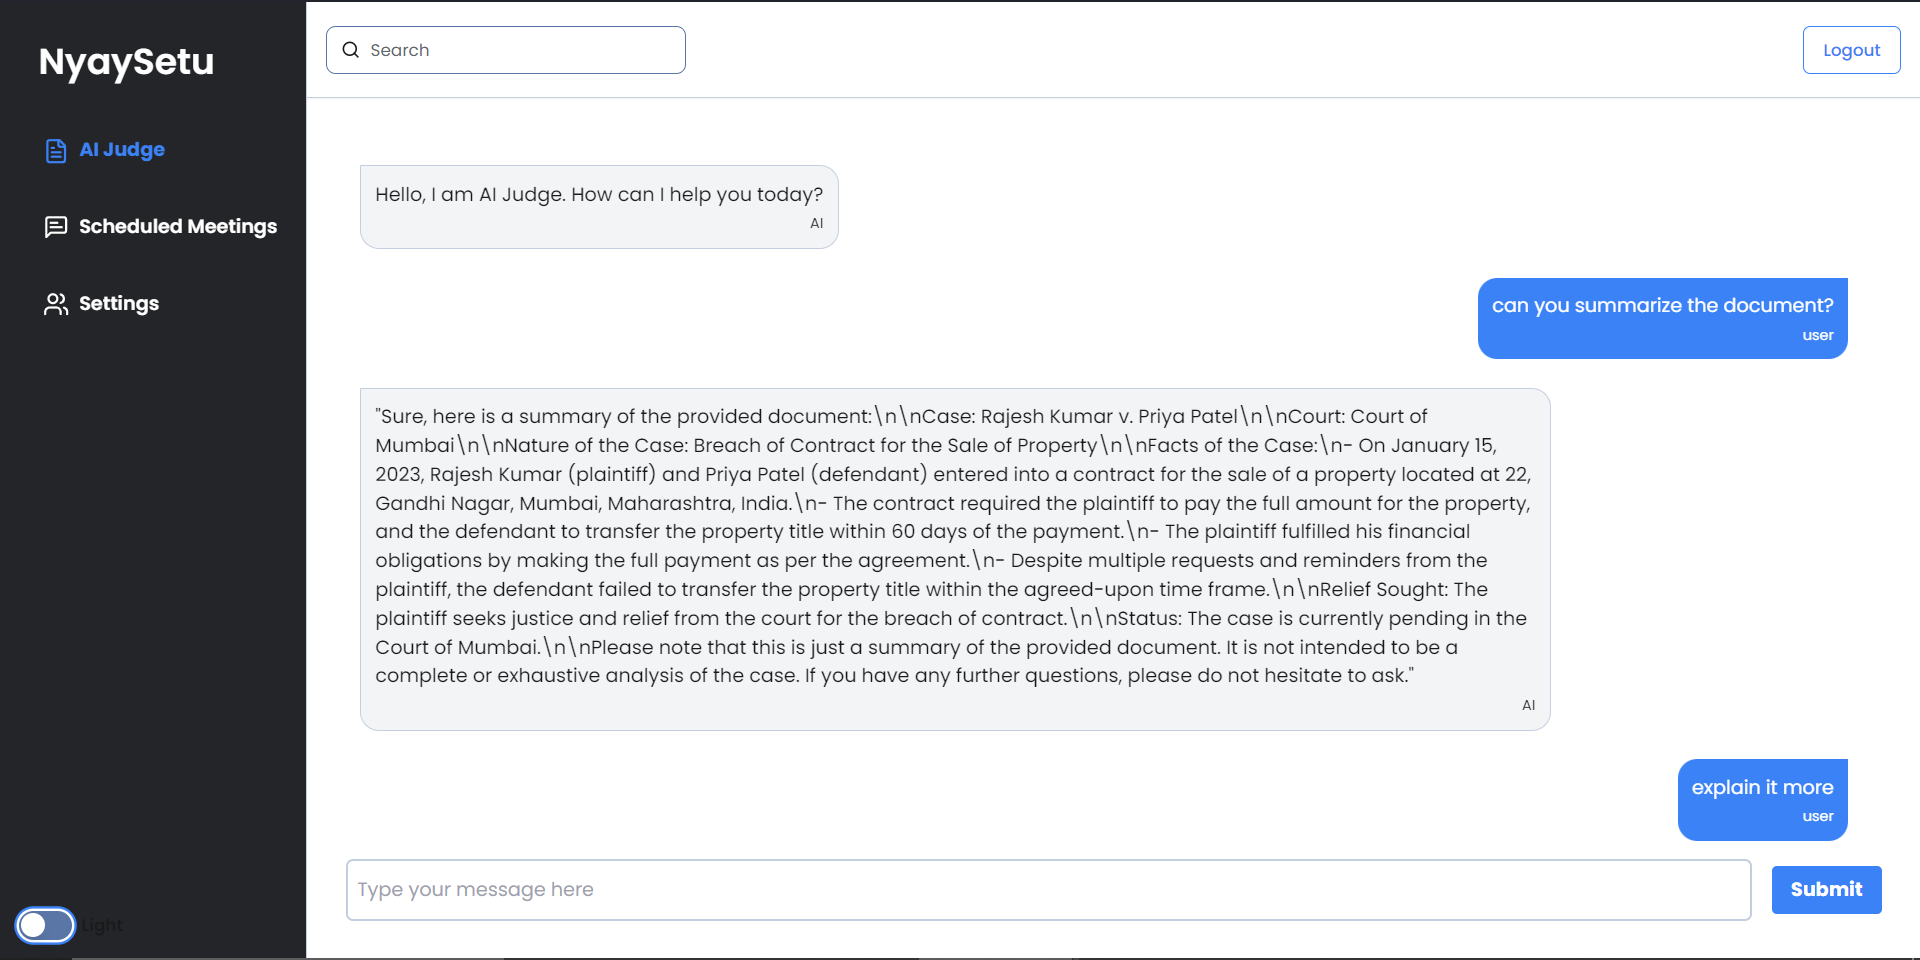 NyaySetu
AI Judge
Scheduled Meetings
Settings
Light
Search
Logout
Hello, I am AI Judge. How can I help you today?
AI
can you summarize the document?
user
"Sure, here is a summary of the provided document:\n\nCase: Rajesh Kumar v. Priya Patel\n\nCourt: Court of
Mumbai\n\nNature of the Case: Breach of Contract for the Sale of Property\n\nFacts of the Case:\n- On January 15,
2023, Rajesh Kumar (plaintiff) and Priya Patel (defendant) entered into a contract for the sale of a property located at 22,
Gandhi Nagar, Mumbai, Maharashtra, India.\n- The contract required the plaintiff to pay the full amount for the property,
and the defendant to transfer the property title within 60 days of the payment.\n- The plaintiff fulfilled his financial
obligations by making the full payment as per the agreement.\n- Despite multiple requests and reminders from the
plaintiff, the defendant failed to transfer the property title within the agreed-upon time frame.\n\nRelief Sought: The
plaintiff seeks justice and relief from the court for the breach of contract.\n\nStatus: The case is currently pending in the
Court of Mumbai.\n\nPlease note that this is just a summary of the provided document. It is not intended to be a
complete or exhaustive analysis of the case. If you have any further questions, please do not hesitate to ask."
AI
explain it more
user
Type your message here
Submit